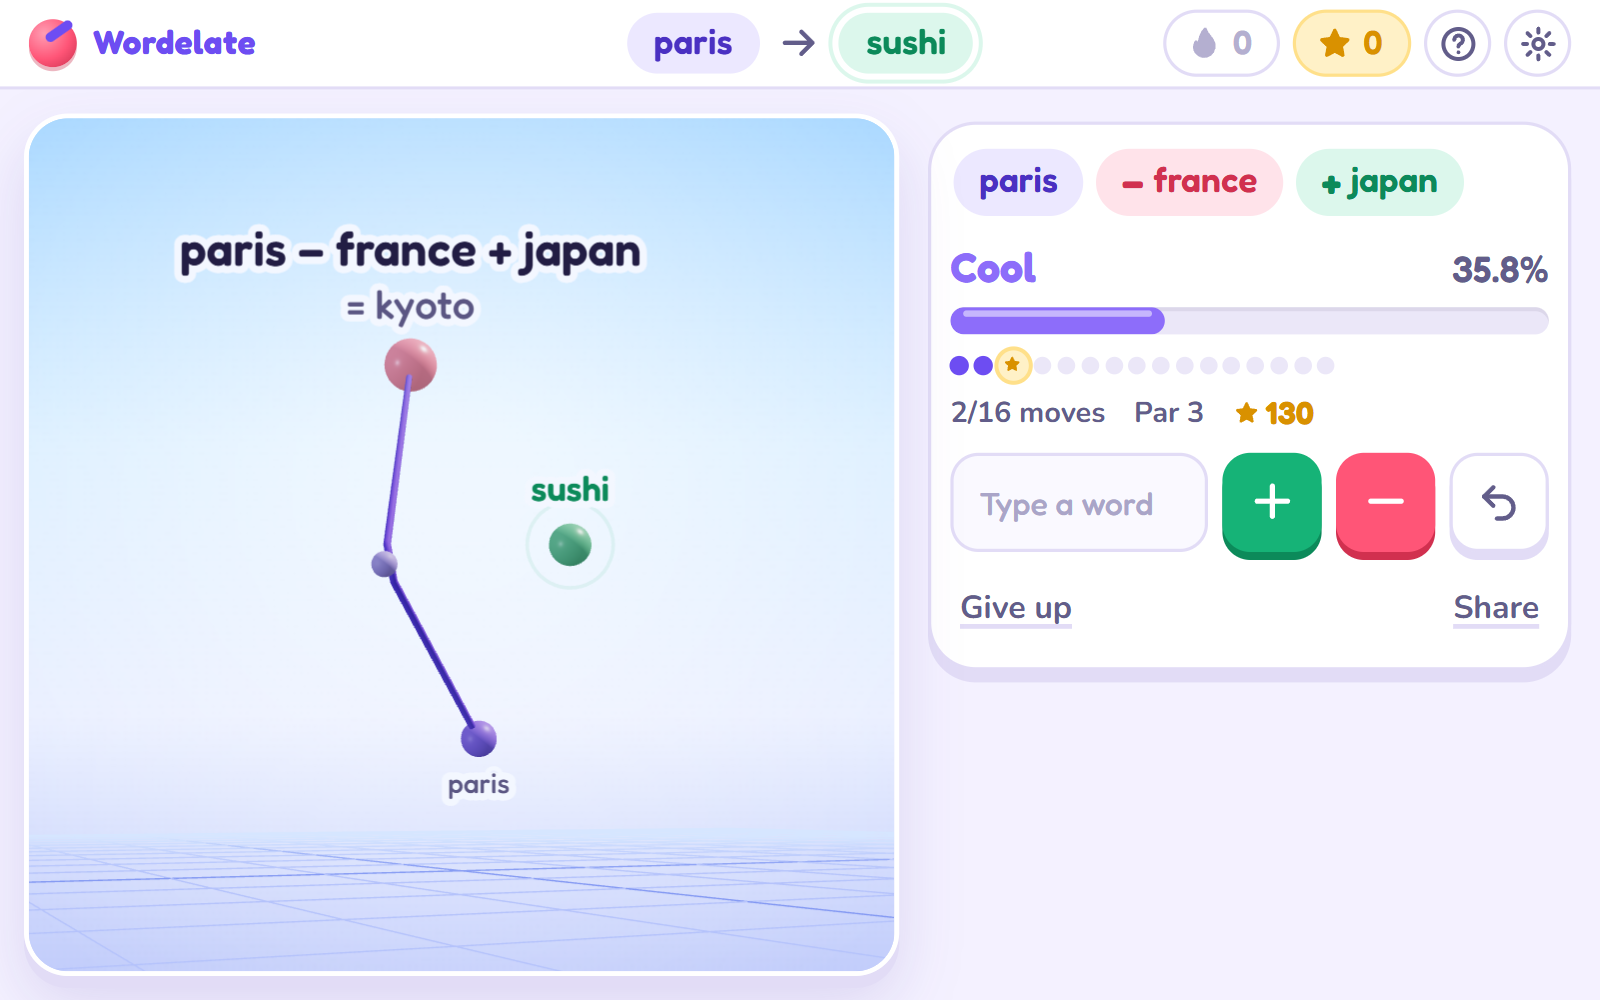 Wordelate
paris → sushi
0
0
paris – france + japan
= kyoto
sushi
paris
paris – france + japan
Cool 35.8%
2/16 moves Par 3 130
Type a word
Give up Share